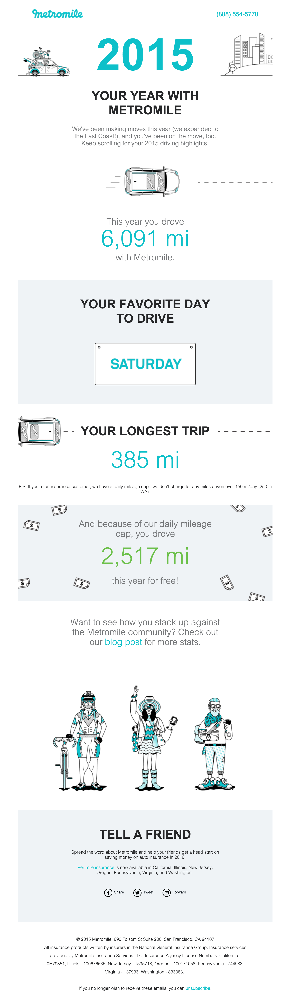 metromile
(888) 554-5770
2015
YOUR YEAR WITH
METROMILE
We've been making moves this year (we expanded to
the East Coast!), and you've been on the move, too.
Keep scrolling for your 2015 driving highlights!
This year you drove
6,091 mi
with Metromile.
YOUR FAVORITE DAY
TO DRIVE
SATURDAY
YOUR LONGEST TRIP
385 mi
P.S. If you're an insurance customer, we have a daily mileage cap - we don't charge for any miles driven over 150 mi/day (250 in
WA).
$
$
$
$
And because of our daily mileage
cap, you drove
2,517 mi
this year for free!
$
$
$
$
Want to see how you stack up against
the Metromile community? Check out
our blog post for more stats.
TELL A FRIEND
Spread the word about Metromile and help your friends get a head start on
saving money on auto insurance in 2016!
Per-mile insurance is now available in California, Illinois, New Jersey,
Oregon, Pennsylvania, Virginia, and Washington.
Share
Tweet
Forward
© 2015 Metromile, 690 Folsom St Suite 200, San Francisco, CA 94107
All insurance products written by insurers in the National General Insurance Group. Insurance services
provided by Metromile Insurance Services LLC. Insurance Agency License Numbers: California -
0H79351, Illinois - 100676535, New Jersey - 1595718, Oregon - 100171058, Pennsylvania - 744983,
Virginia - 137933, Washington - 833383.
If you no longer wish to receive these emails, you can unsubscribe.